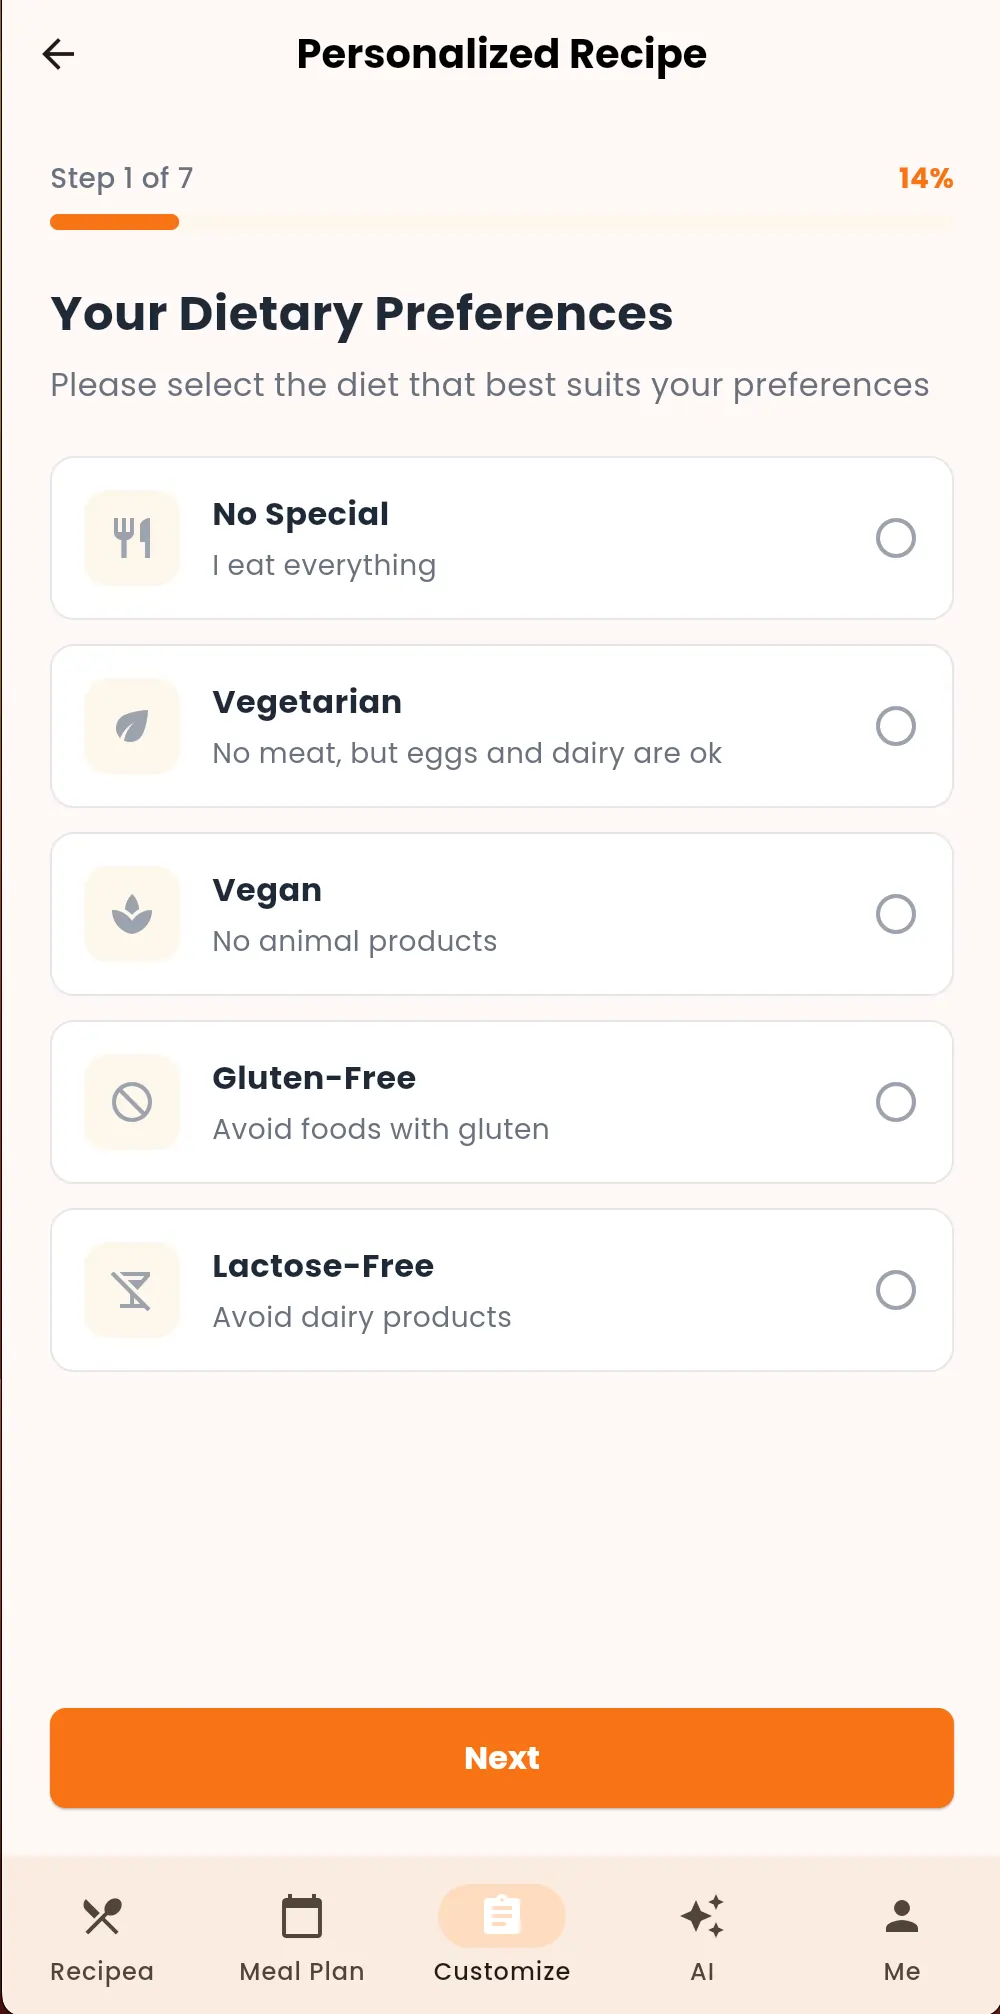 Personalized Recipe
Step 1 of 7
14%
Your Dietary Preferences
Please select the diet that best suits your preferences
No Special
I eat everything
Vegetarian
No meat, but eggs and dairy are ok
Vegan
No animal products
Gluten-Free
Avoid foods with gluten
Lactose-Free
Avoid dairy products
Next
Recipea
Meal Plan
Customize
AI
Me